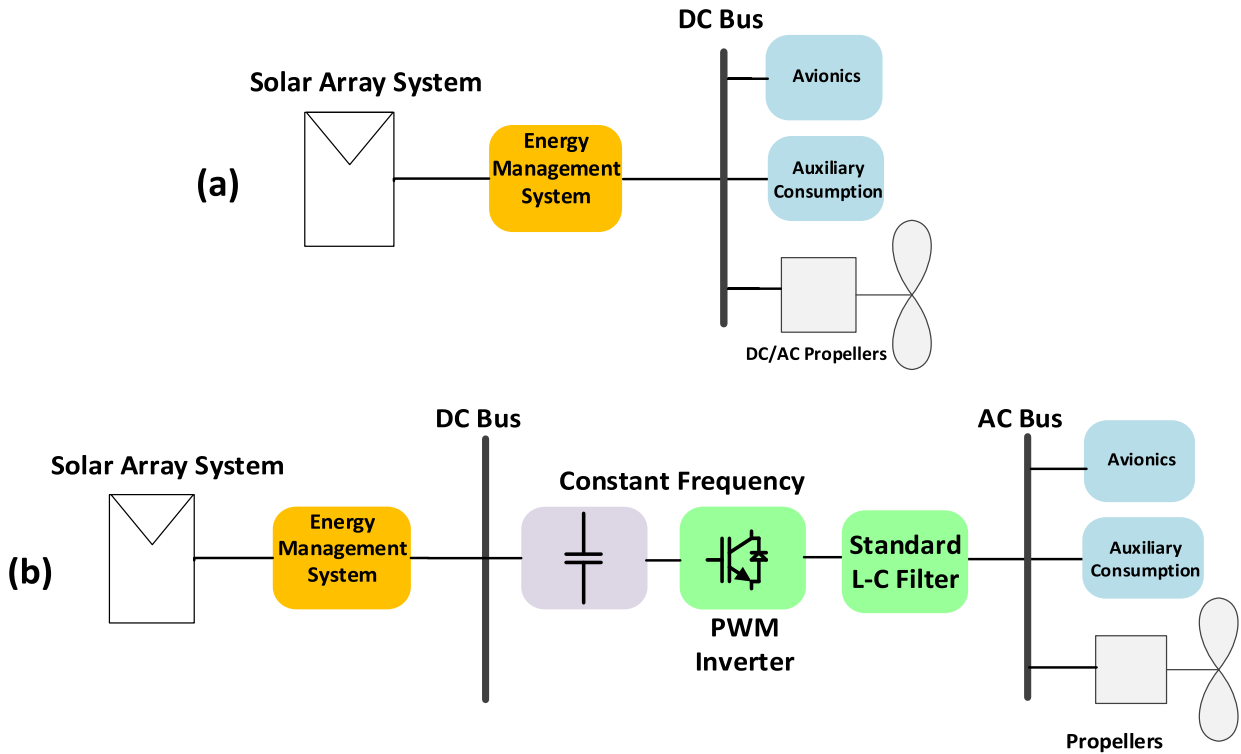 DC Bus
Solar Array System
Avionics
(a)
Energy
Management
System
Auxiliary
Consumption
DC/AC Propellers
DC Bus
AC Bus
Solar Array System
Constant Frequency
Avionics
(b)
Energy
Management
System
Standard
L-C Filter
Auxiliary
Consumption
PWM
Inverter
Propellers